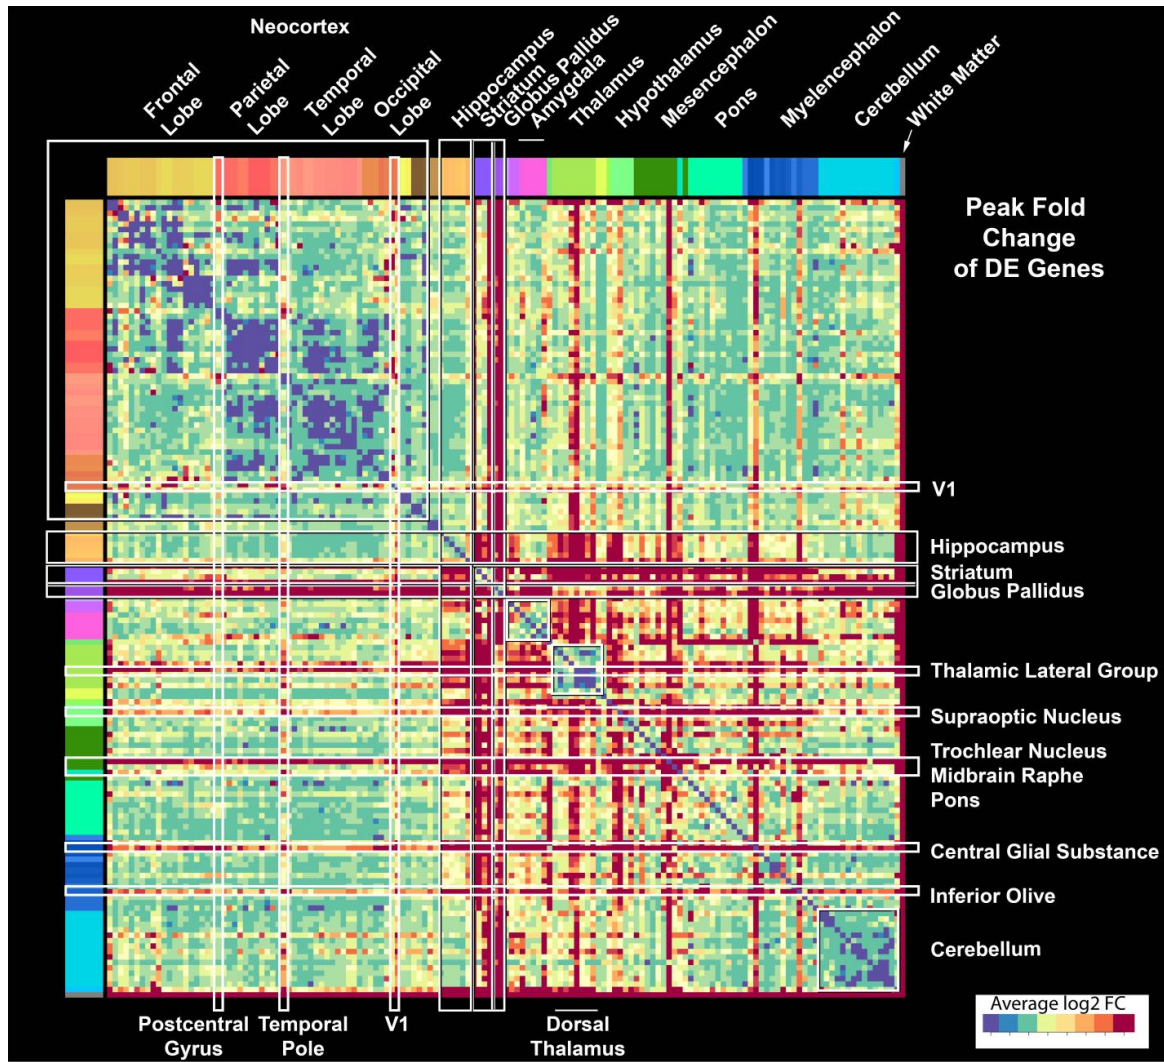 Neocortex
Frontal
Lobe
Parietal
Lobe
Temporal
Lobe
Occipital
Lobe
Hippocampus
Striatum
Globus Pallidus
Amygdala
Thalamus
Hypothalamus
Mesencephalon
Pons
Myelencephalon
Cerebellum
White Matter
Peak Fold
Change
of DE Genes
V1
Hippocampus
Striatum
Globus Pallidus
Thalamic Lateral Group
Supraoptic Nucleus
Trochlear Nucleus
Midbrain Raphe
Pons
Central Glial Substance
Inferior Olive
Cerebellum
Postcentral
Gyrus
Temporal
Pole
V1
Dorsal
Thalamus
Average log2 FC